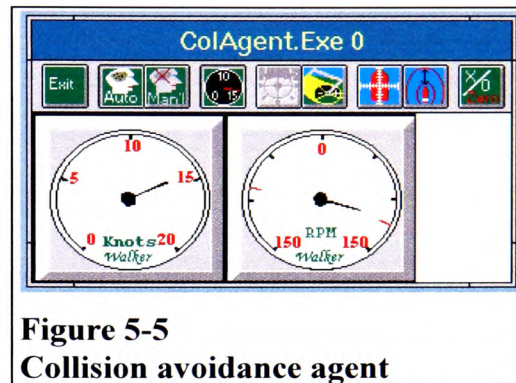 ColAgent.Exe 0
Exit Auto Man'l 10 0 15 X/0 Zero
10 0
5 15
0 Knots 20 150 RPM 150
Walker Walker
Figure 5-5
Collision avoidance agent